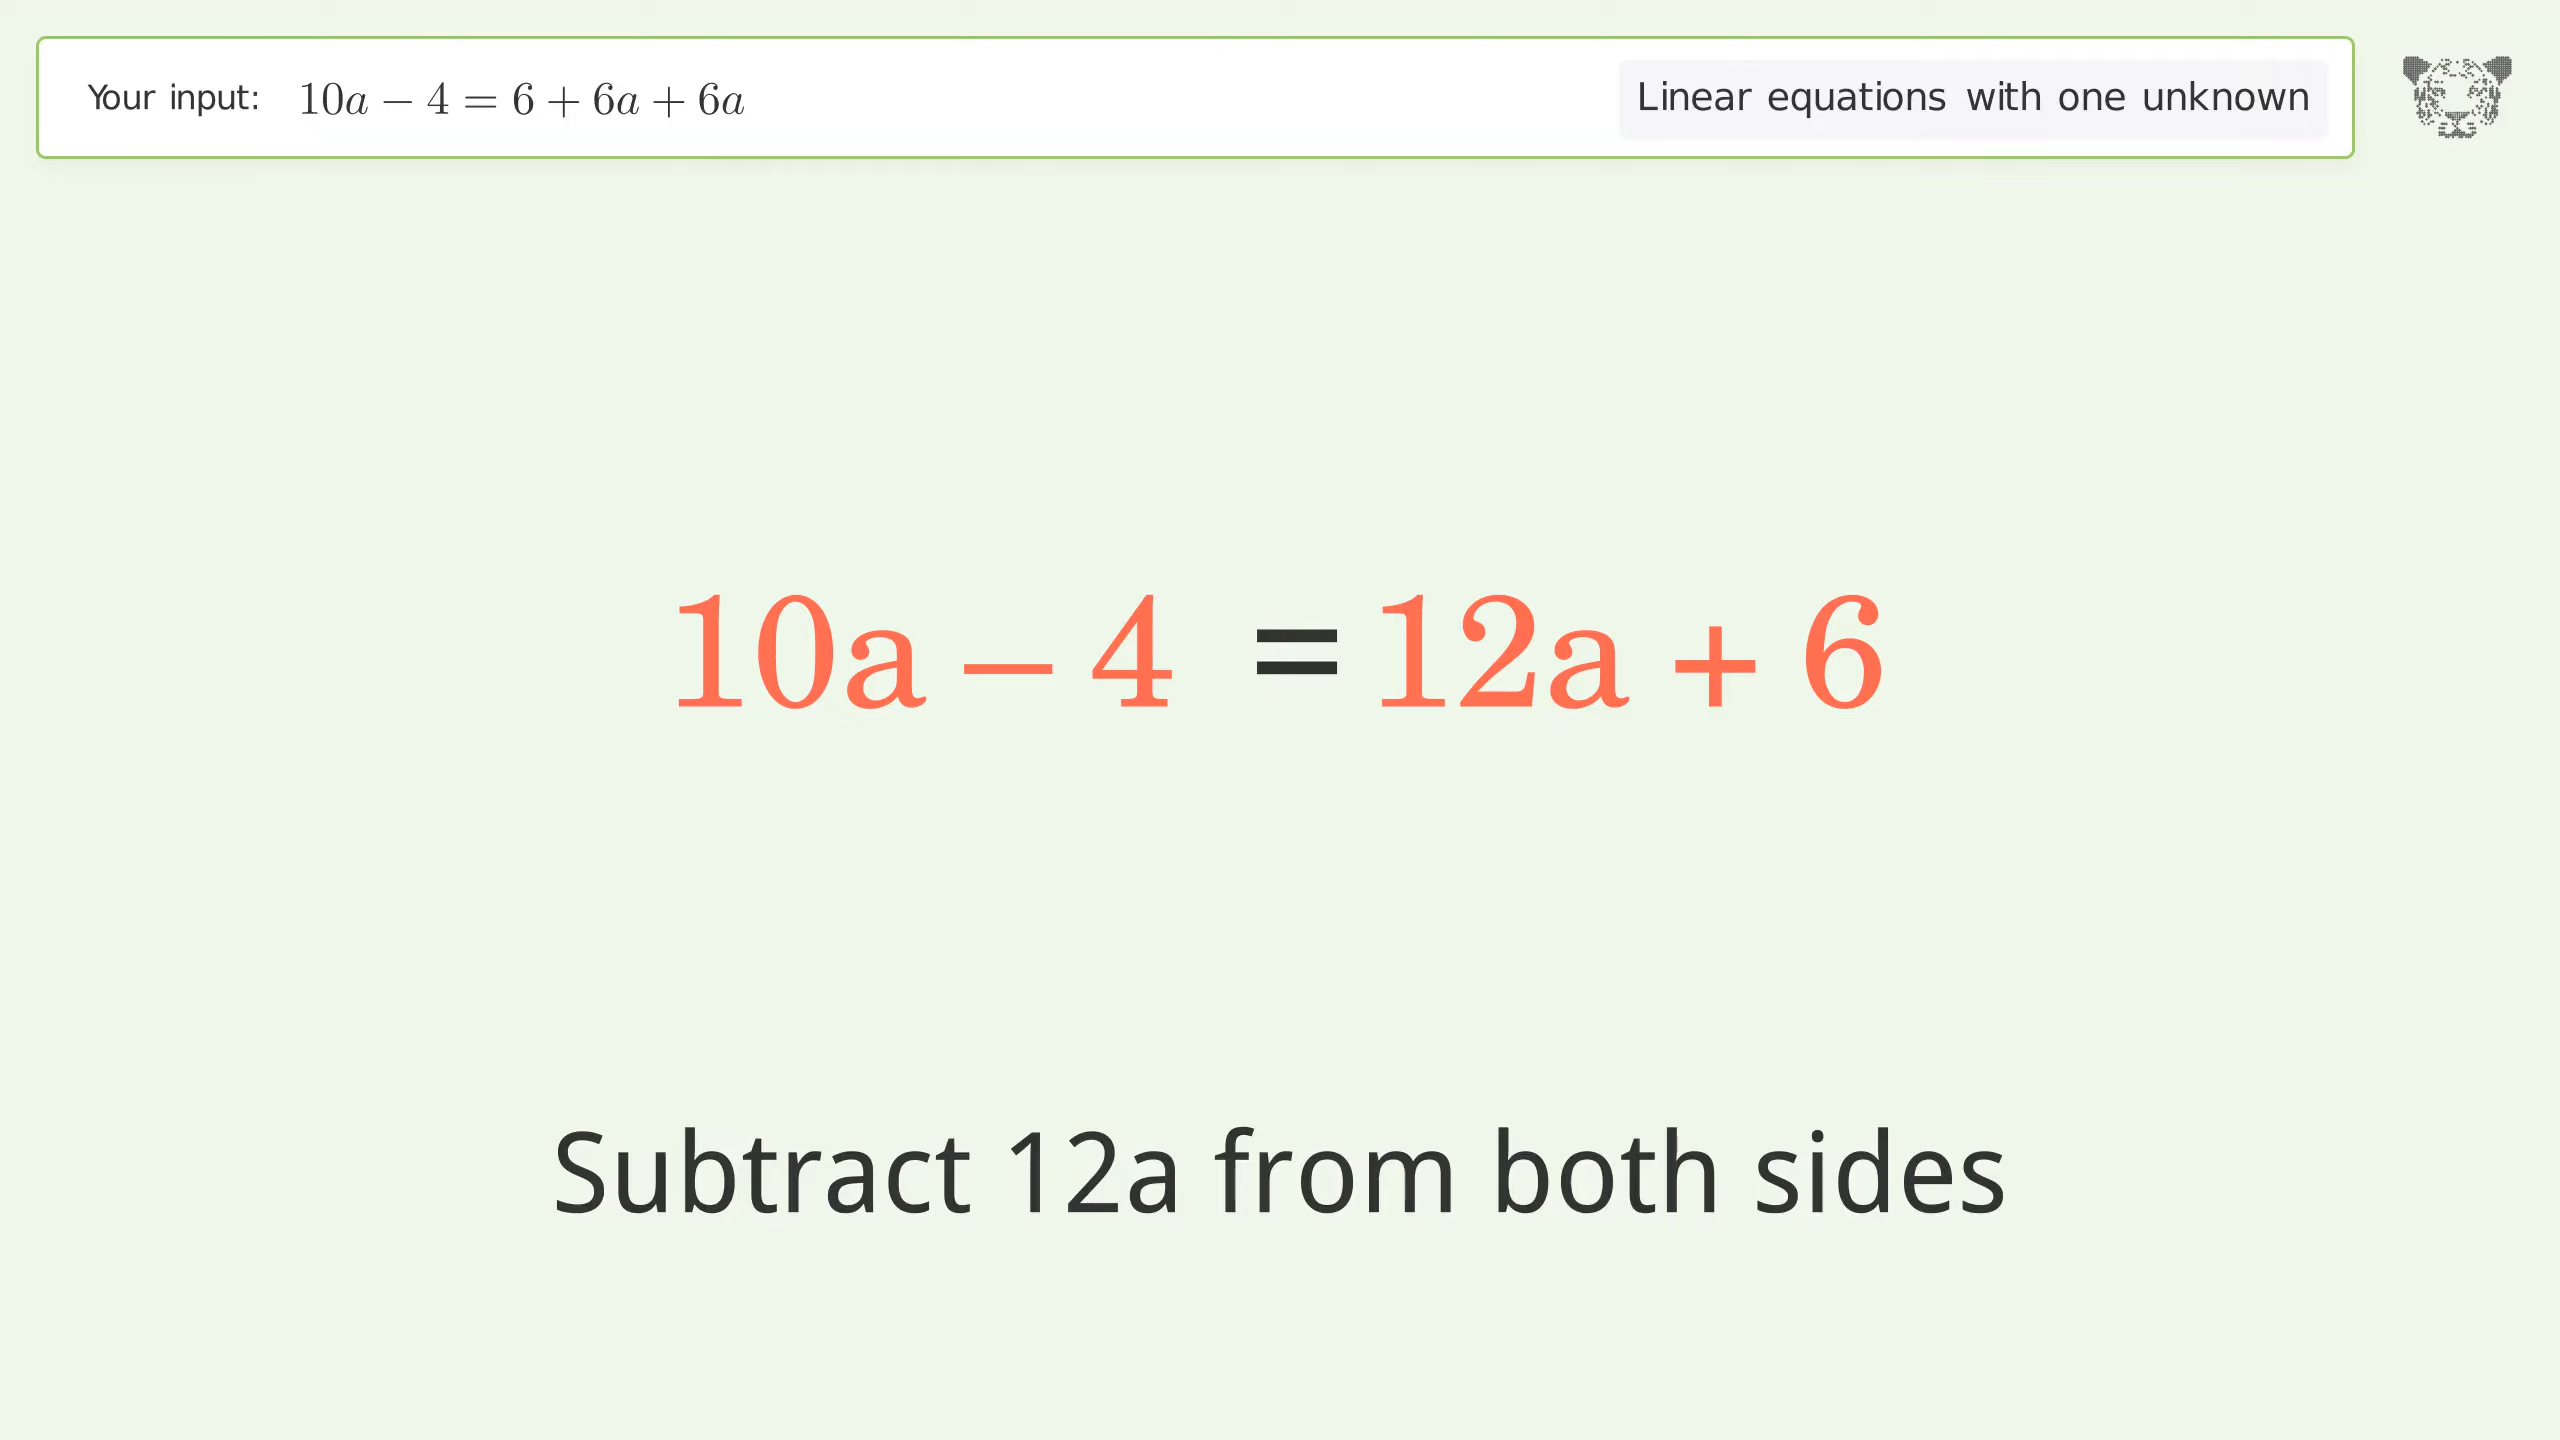 Your input: 10a − 4 = 6 + 6a + 6a
Linear equations with one unknown
10a – 4 = 12a + 6
Subtract 12a from both sides